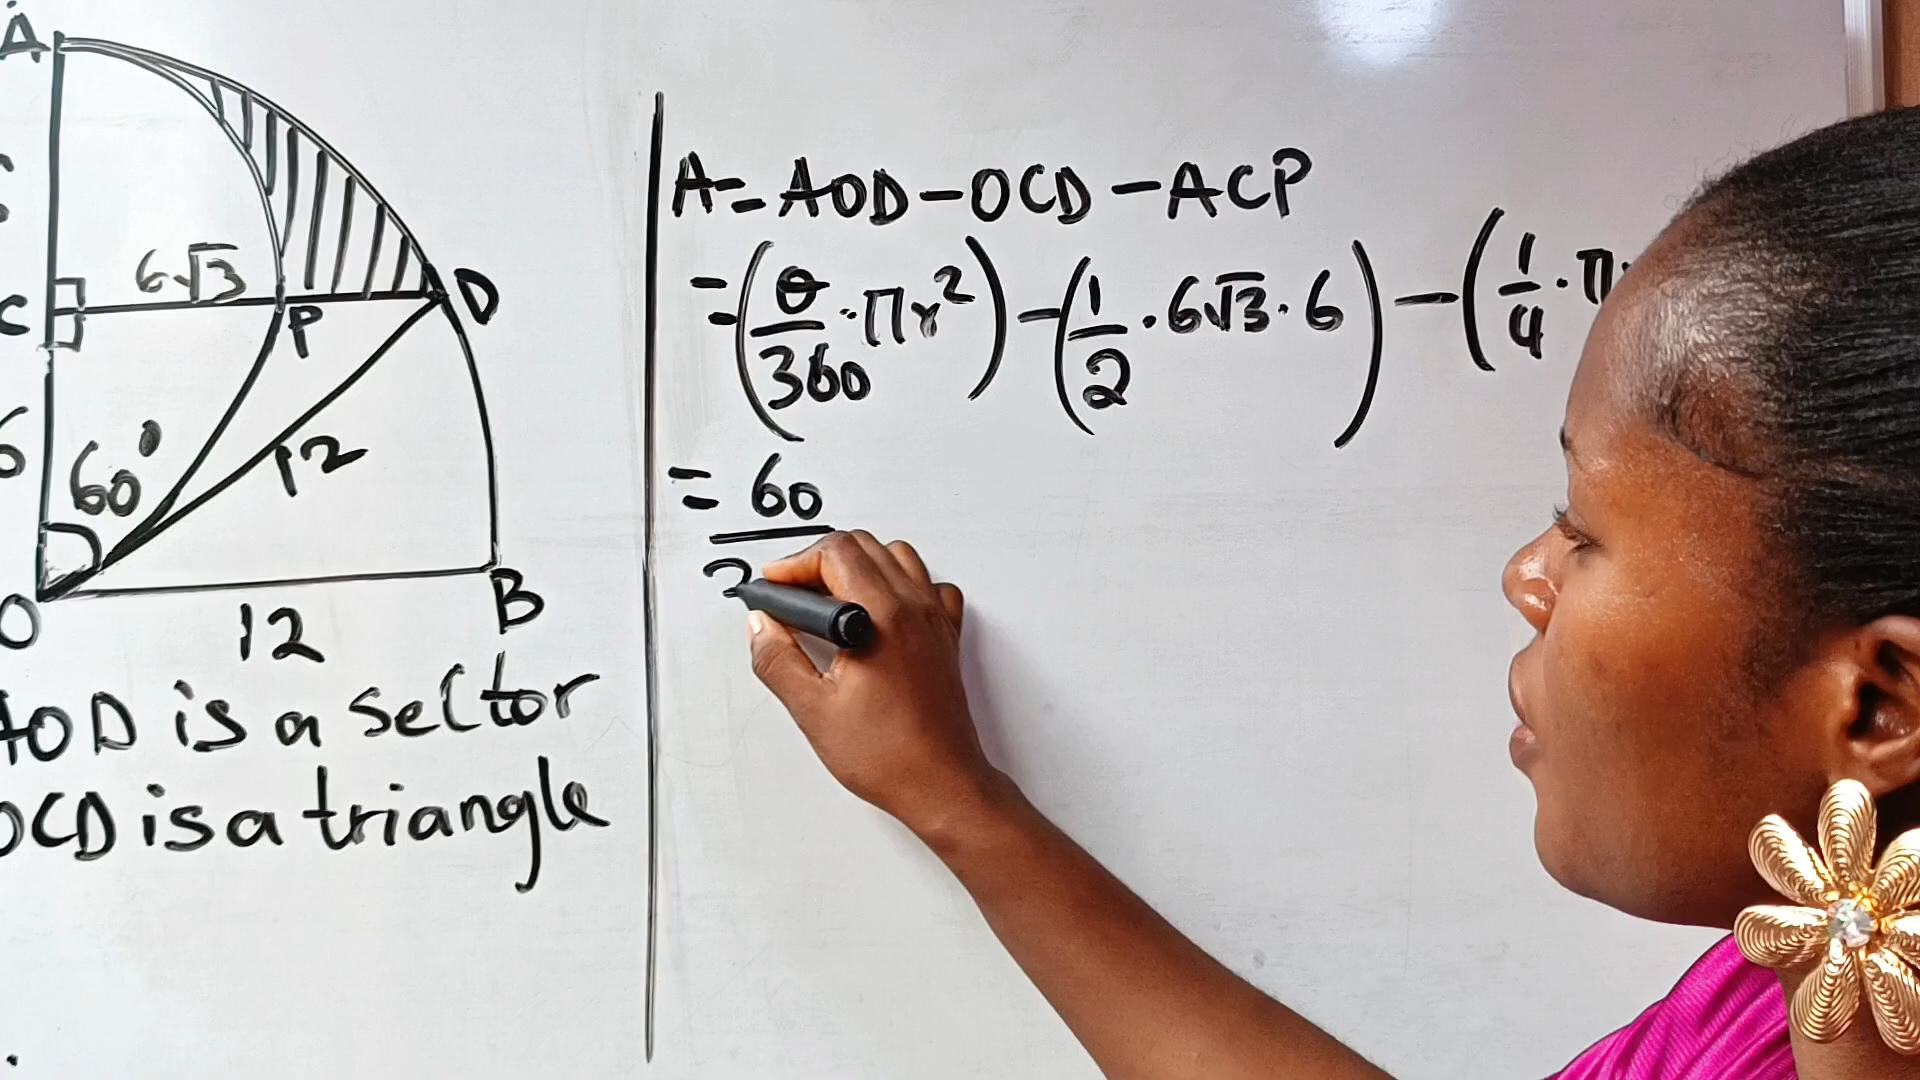 A
6√3
C
P
D
6
60°
12
O
12
B
AOD is a sector
OCD is a triangle
A = AOD - OCD - ACP
= (θ/360 · πr²) - (1/2 · 6√3 · 6) - (1/4 · π
= 60
3